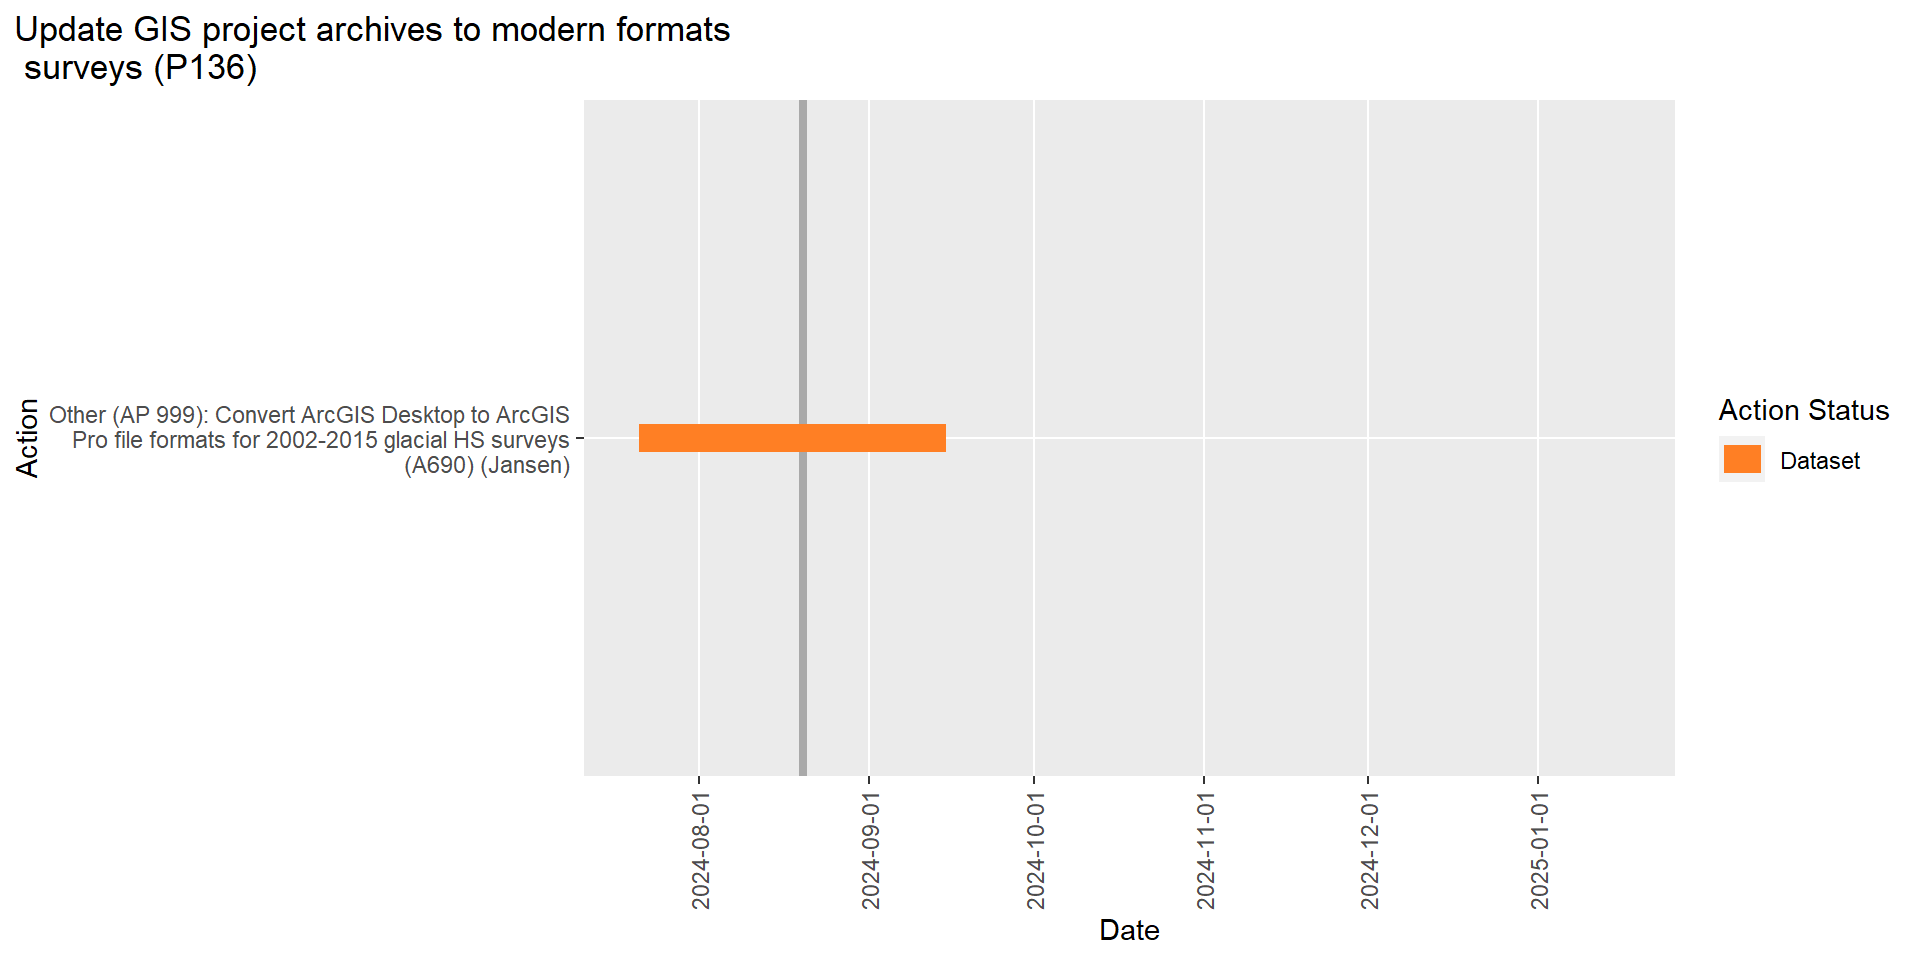 Update GIS project archives to modern formats
surveys (P136)
Action
Other (AP 999): Convert ArcGIS Desktop to ArcGIS
Pro file formats for 2002-2015 glacial HS surveys
(A690) (Jansen)
Action Status
Dataset
2024-08-01
2024-09-01
2024-10-01
2024-11-01
2024-12-01
2025-01-01
Date